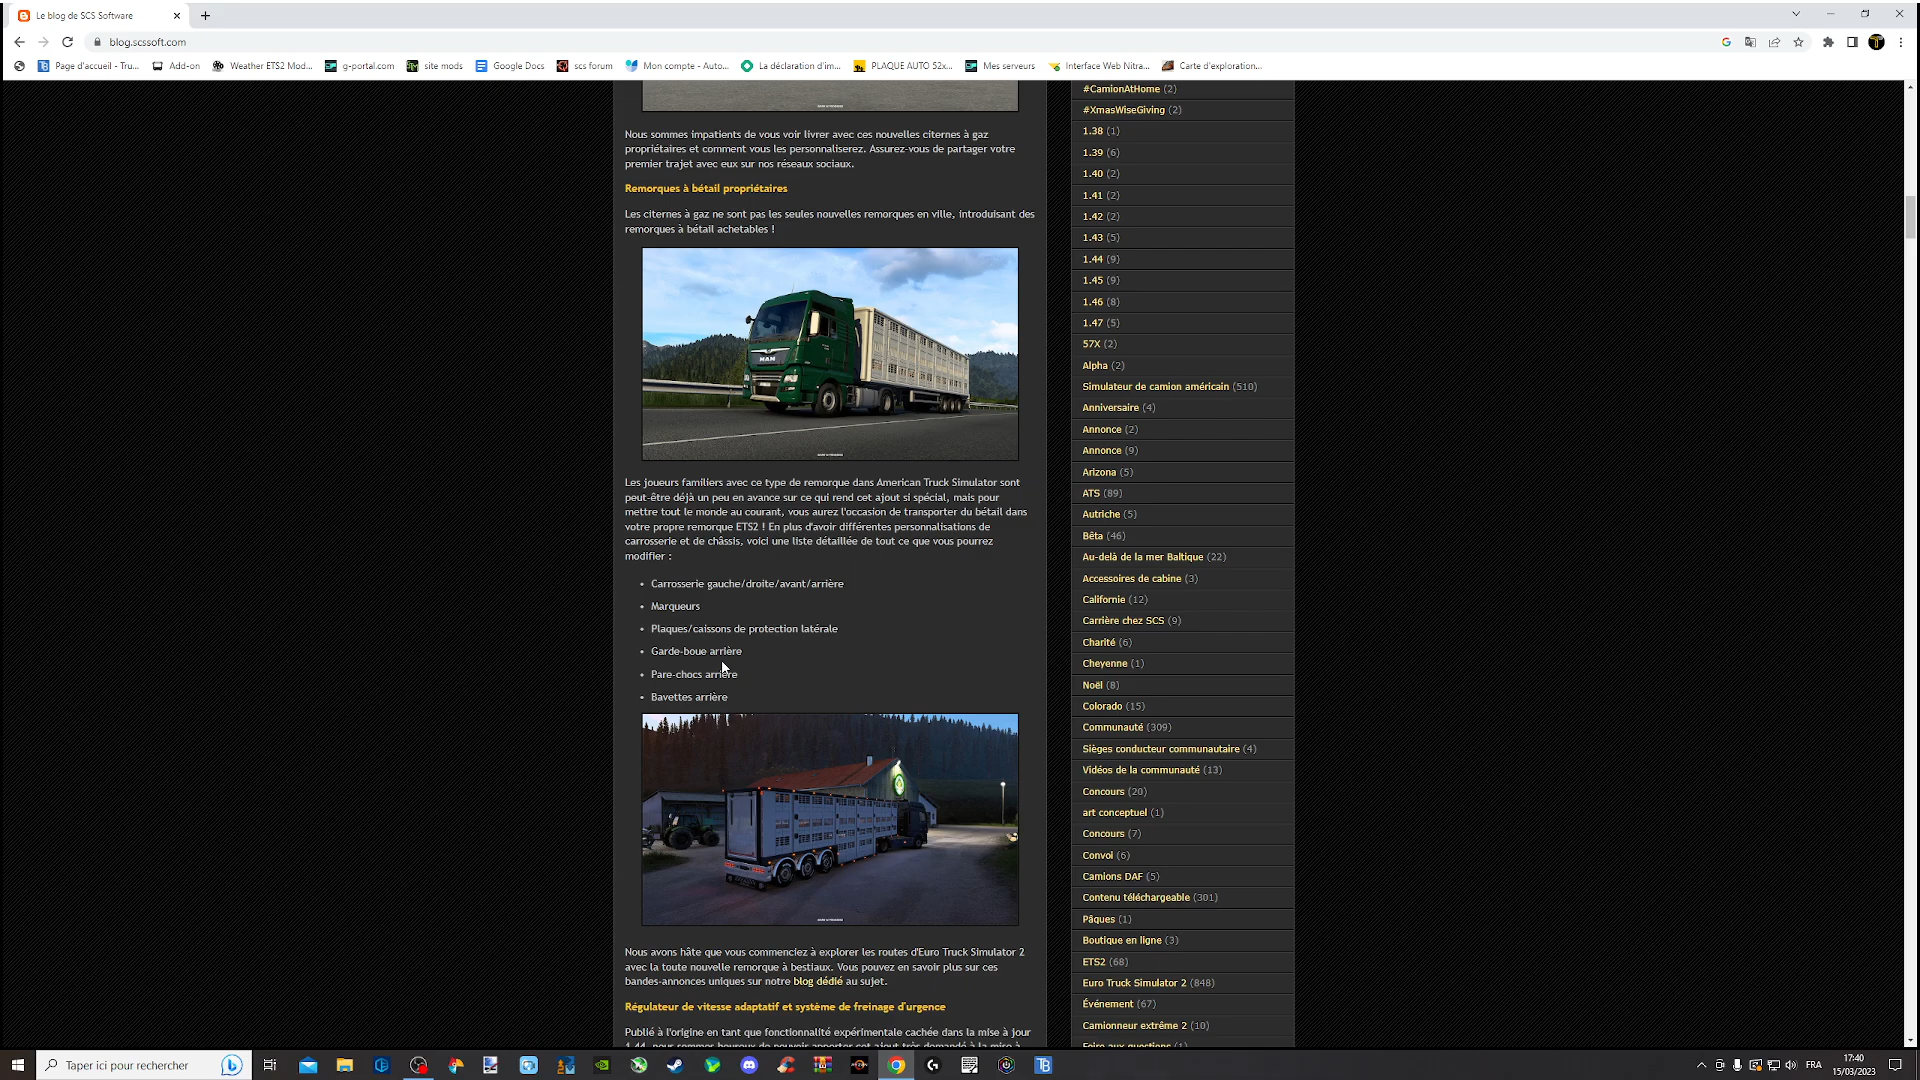 Le blog de SCS Software
blog.scssoft.com
Page d'accueil - Tru...
Add-on
Weather ETS2 Mod...
g-portal.com
site mods
Google Docs
scs forum
Mon compte - Auto...
La déclaration d'im...
PLAQUE AUTO 52x...
Mes serveurs
Interface Web Nitra...
Carte d'exploration...
Nous sommes impatients de vous voir livrer avec ces nouvelles citernes à gaz
propriétaires et comment vous les personnaliserez. Assurez-vous de partager votre
premier trajet avec eux sur nos réseaux sociaux.
Remorques à bétail propriétaires
Les citernes à gaz ne sont pas les seules nouvelles remorques en ville, introduisant des
remorques à bétail achetables !
MAN
Les joueurs familiers avec ce type de remorque dans American Truck Simulator sont
peut-être déjà un peu en avance sur ce qui rend cet ajout si spécial, mais pour
mettre tout le monde au courant, vous aurez l'occasion de transporter du bétail dans
votre propre remorque ETS2 ! En plus d'avoir différentes personnalisations de
carrosserie et de châssis, voici une liste détaillée de tout ce que vous pourrez
modifier :
• Carrosserie gauche/droite/avant/arrière
• Marqueurs
• Plaques/caissons de protection latérale
• Garde-boue arrière
• Pare-chocs arrière
• Bavettes arrière
Nous avons hâte que vous commenciez à explorer les routes d'Euro Truck Simulator 2
avec la toute nouvelle remorque à bestiaux. Vous pouvez en savoir plus sur ces
bandes-annonces uniques sur notre blog dédié au sujet.
Régulateur de vitesse adaptatif et système de freinage d'urgence
Publié à l'origine en tant que fonctionnalité expérimentale cachée dans la mise à jour
1.44, nous sommes heureux de pouvoir apporter cet ajout très demandé à la mise à
#CamionAtHome (2)
#XmasWiseGiving (2)
1.38 (1)
1.39 (6)
1.40 (2)
1.41 (2)
1.42 (2)
1.43 (5)
1.44 (9)
1.45 (9)
1.46 (8)
1.47 (5)
57X (2)
Alpha (2)
Simulateur de camion américain (510)
Anniversaire (4)
Annonce (2)
Annonce (9)
Arizona (5)
ATS (89)
Autriche (5)
Bêta (46)
Au-delà de la mer Baltique (22)
Accessoires de cabine (3)
Californie (12)
Carrière chez SCS (9)
Charité (6)
Cheyenne (1)
Noël (8)
Colorado (15)
Communauté (309)
Sièges conducteur communautaire (4)
Vidéos de la communauté (13)
Concours (20)
art conceptuel (1)
Concours (7)
Convoi (6)
Camions DAF (5)
Contenu téléchargeable (301)
Pâques (1)
Boutique en ligne (3)
ETS2 (68)
Euro Truck Simulator 2 (848)
Événement (67)
Camionneur extrême 2 (10)
Foire aux questions (1)
Taper ici pour rechercher
FRA
17:40
15/03/2023